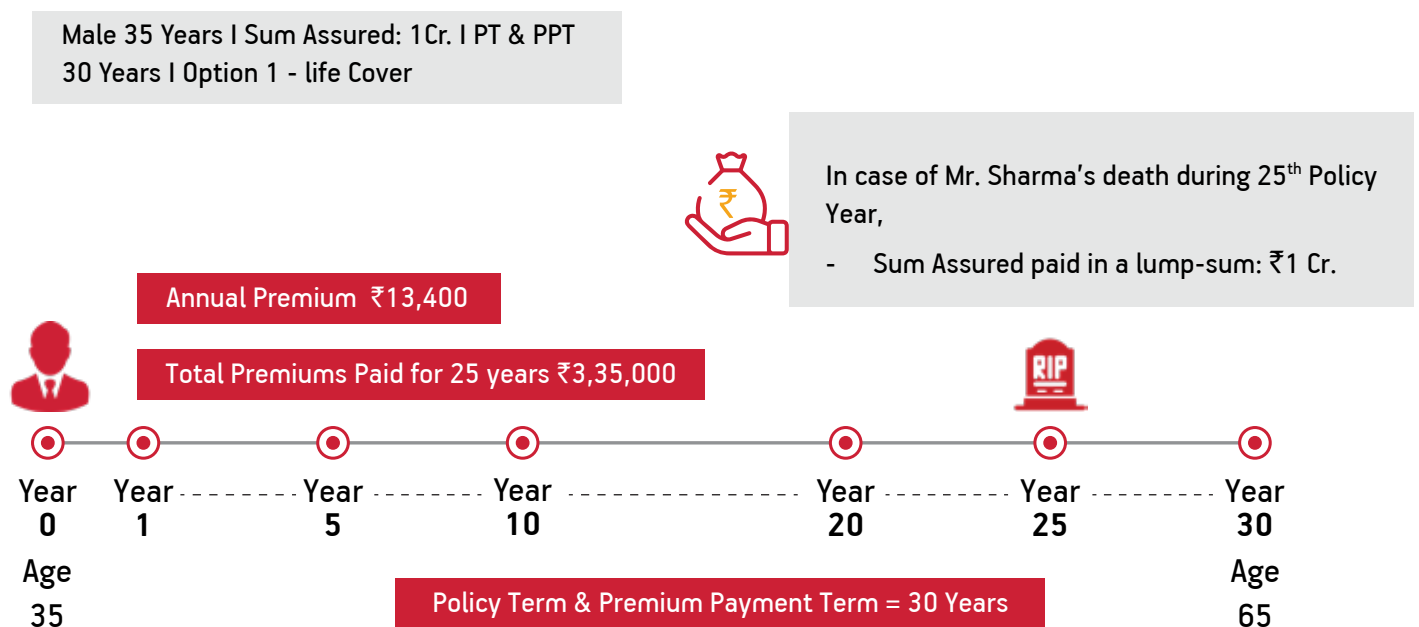 Male 35 Years I Sum Assured: 1Cr. I PT & PPT
30 Years I Option 1 - life Cover
In case of Mr. Sharma’s death during 25th Policy
Year,
- Sum Assured paid in a lump-sum: ₹1 Cr.
₹
Annual Premium ₹13,400
Total Premiums Paid for 25 years ₹3,35,000
RIP
Year Year Year Year Year Year Year
0 1 5 10 20 25 30
Age Age
35 65
Policy Term & Premium Payment Term = 30 Years